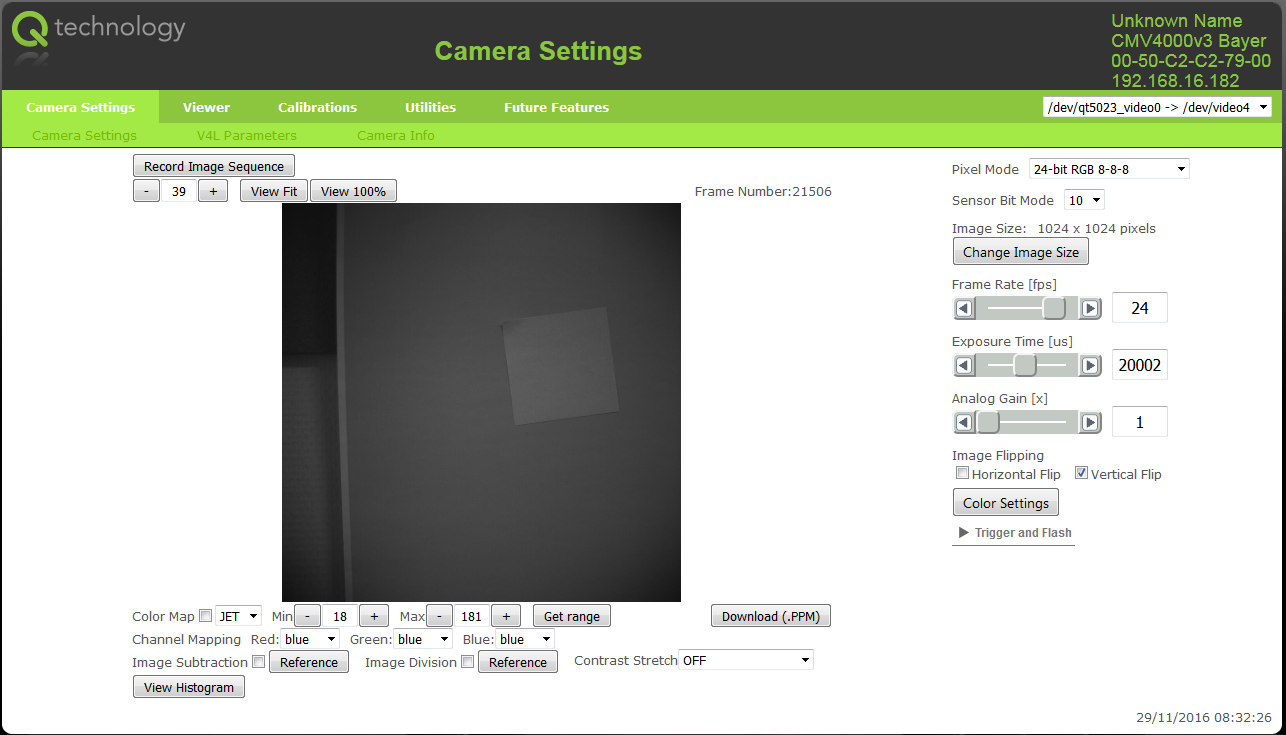 Q technology
Camera Settings
Unknown Name
CMV4000v3 Bayer
00-50-C2-C2-79-00
192.168.16.182
Camera Settings Viewer Calibrations Utilities Future Features /dev/qt5023_video0 -> /dev/video4
Camera Settings V4L Parameters Camera Info
Record Image Sequence
- 39 + View Fit View 100% Frame Number:21506
Pixel Mode 24-bit RGB 8-8-8
Sensor Bit Mode 10
Image Size: 1024 x 1024 pixels
Change Image Size
Frame Rate [fps]
24
Exposure Time [us]
20002
Analog Gain [x]
1
Image Flipping
Horizontal Flip Vertical Flip
Color Settings
Trigger and Flash
Color Map JET Min - 18 + Max - 181 + Get range Download (.PPM)
Channel Mapping Red: blue Green: blue Blue: blue
Image Subtraction Reference Image Division Reference Contrast Stretch OFF
View Histogram
29/11/2016 08:32:26